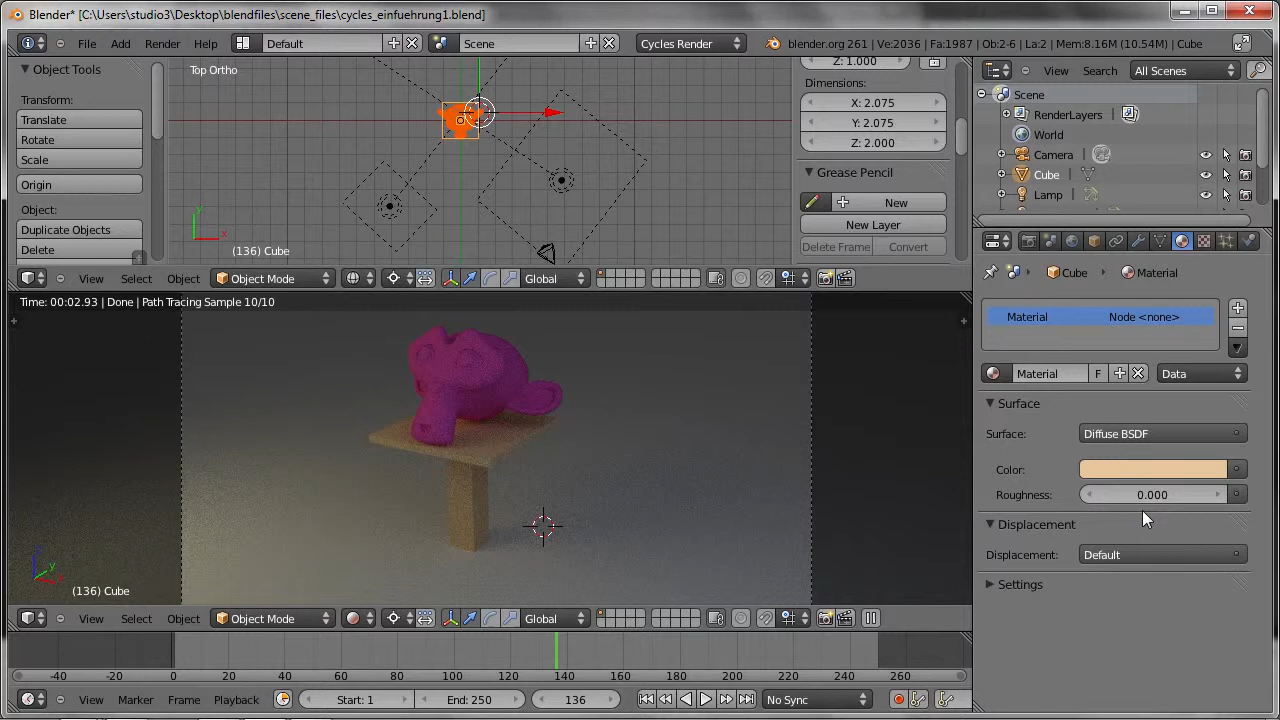 Blender* [C:\Users\studio3\Desktop\blendfiles\scene_files\cycles_einfuehrung1.blend]
File Add Render Help Default Scene Cycles Render blender.org 261 | Ve:2036 | Fa:1987 | Ob:2-6 | La:2 | Mem:8.16M (10.54M) | Cube
Object Tools
Transform:
Translate
Rotate
Scale
Origin
Object:
Duplicate Objects
Delete
Top Ortho
y
x
(136) Cube
Z: 1.000
Dimensions:
X: 2.075
Y: 2.075
Z: 2.000
Grease Pencil
New
New Layer
Delete Frame Convert
View Select Object Object Mode Global
Time: 00:02.93 | Done | Path Tracing Sample 10/10
(136) Cube
View Select Object Object Mode Global
-40 -20 0 20 40 60 80 100 120 140 160 180 200 220 240 260
View Marker Frame Playback Start: 1 End: 250 136 No Sync
View Search All Scenes
Scene
RenderLayers
World
Camera
Cube
Lamp
Cube Material
Material Node <none>
Material F Data
Surface
Surface: Diffuse BSDF
Color:
Roughness: 0.000
Displacement
Displacement: Default
Settings